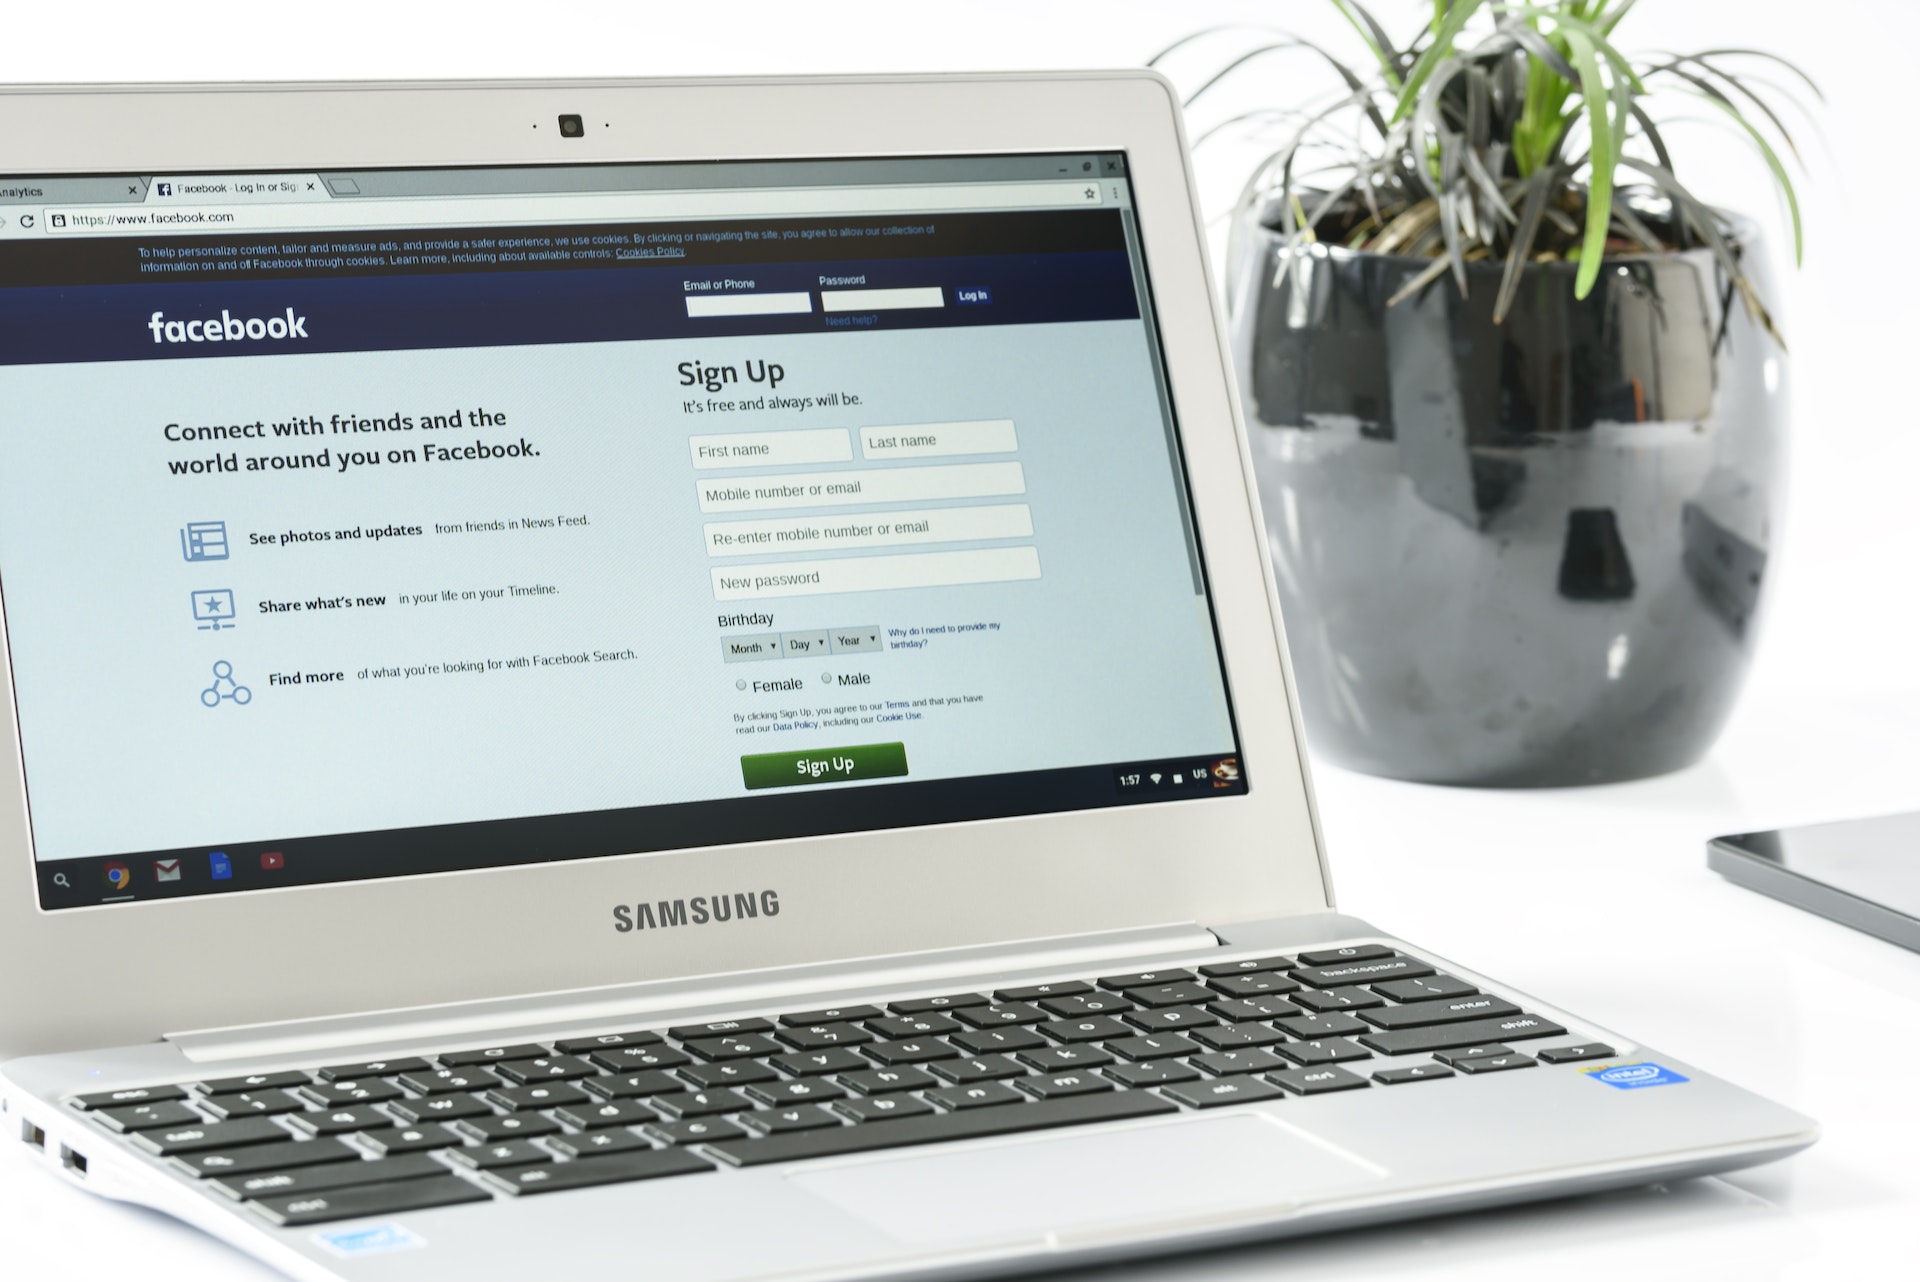 nalytics
Facebook - Log In or Sig
https://www.facebook.com
To help personalize content, tailor and measure ads, and provide a safer experience, we use cookies. By clicking or navigating the site, you agree to allow our collection of
information on and off Facebook through cookies. Learn more, including about available controls: Cookies Policy.
Email or Phone
Password
Log In
Need help?
facebook
Connect with friends and the
world around you on Facebook.
See photos and updates from friends in News Feed.
Share what's new in your life on your Timeline.
Find more of what you're looking for with Facebook Search.
Sign Up
It's free and always will be.
First name
Last name
Mobile number or email
Re-enter mobile number or email
New password
Birthday
Month
Day
Year
Why do I need to provide my
birthday?
Female
Male
By clicking Sign Up, you agree to our Terms and that you have
read our Data Policy, including our Cookie Use.
Sign Up
1:57
US
SAMSUNG
backspace
enter
shift
esc
tab
alt
alt
ctrl
intel
inside